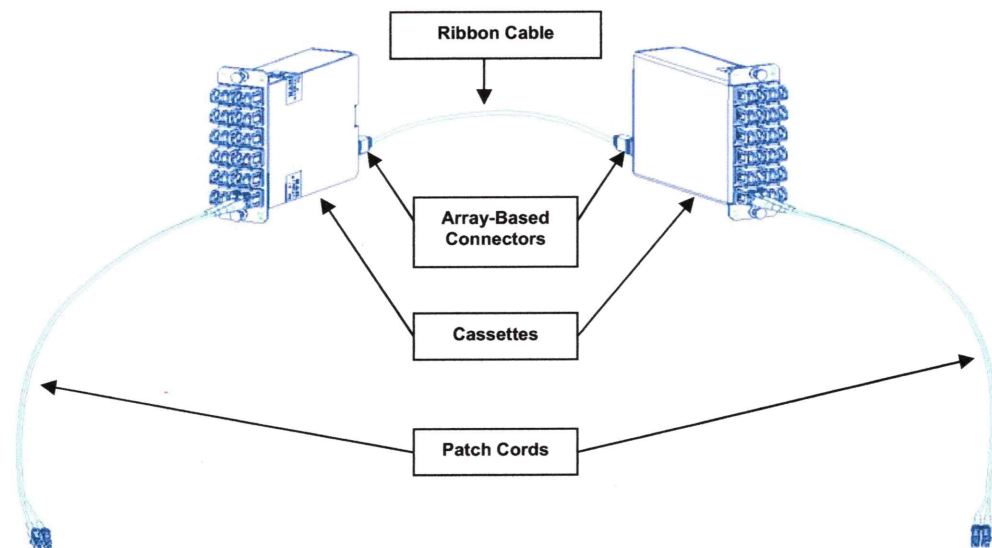 Ribbon Cable
Array-Based
Connectors
Cassettes
Patch Cords